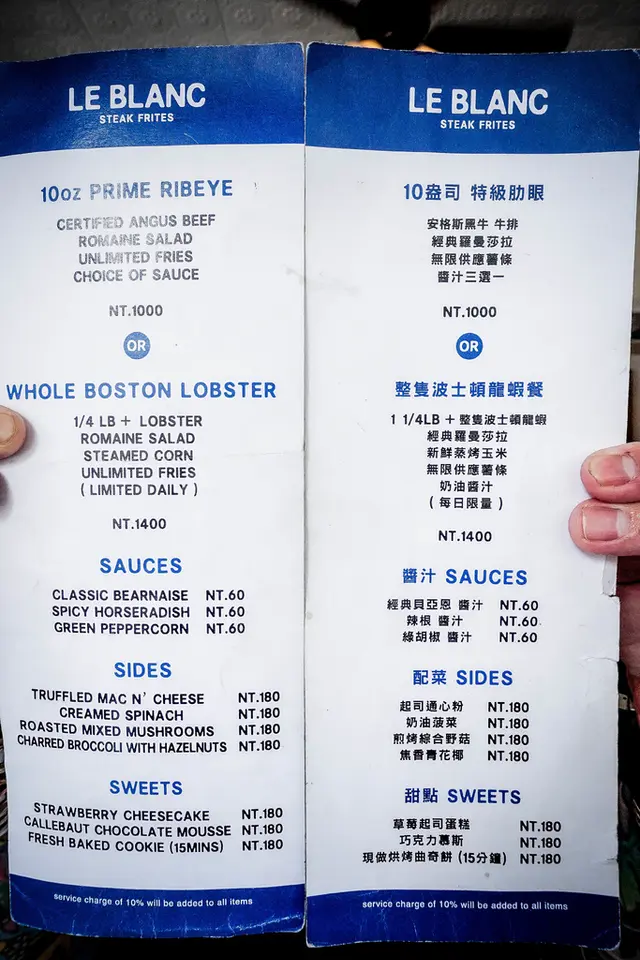 LE BLANC
STEAK FRITES
10oz PRIME RIBEYE
CERTIFIED ANGUS BEEF
ROMAINE SALAD
UNLIMITED FRIES
CHOICE OF SAUCE
NT.1000
OR
WHOLE BOSTON LOBSTER
1/4 LB + LOBSTER
ROMAINE SALAD
STEAMED CORN
UNLIMITED FRIES
( LIMITED DAILY )
NT.1400
SAUCES
CLASSIC BEARNAISE NT.60
SPICY HORSERADISH NT.60
GREEN PEPPERCORN NT.60
SIDES
TRUFFLED MAC N' CHEESE NT.180
CREAMED SPINACH NT.180
ROASTED MIXED MUSHROOMS NT.180
CHARRED BROCCOLI WITH HAZELNUTS NT.180
SWEETS
STRAWBERRY CHEESECAKE NT.180
CALLEBAUT CHOCOLATE MOUSSE NT.180
FRESH BAKED COOKIE (15MINS) NT.180
service charge of 10% will be added to all items
LE BLANC
STEAK FRITES
10盎司 特級肋眼
安格斯黑牛 牛排
經典羅曼莎拉
無限供應薯條
醬汁三選一
NT.1000
OR
整隻波士頓龍蝦餐
1 1/4LB + 整隻波士頓龍蝦
經典羅曼莎拉
新鮮蒸烤玉米
無限供應薯條
奶油醬汁
( 每日限量 )
NT.1400
醬汁 SAUCES
經典貝亞恩 醬汁 NT.60
辣根 醬汁 NT.60
綠胡椒 醬汁 NT.60
配菜 SIDES
起司通心粉 NT.180
奶油菠菜 NT.180
煎烤綜合野菇 NT.180
焦香青花椰 NT.180
甜點 SWEETS
草莓起司蛋糕 NT.180
巧克力慕斯 NT.180
現做烘烤曲奇餅 (15分鐘) NT.180
service charge of 10% will be added to all items